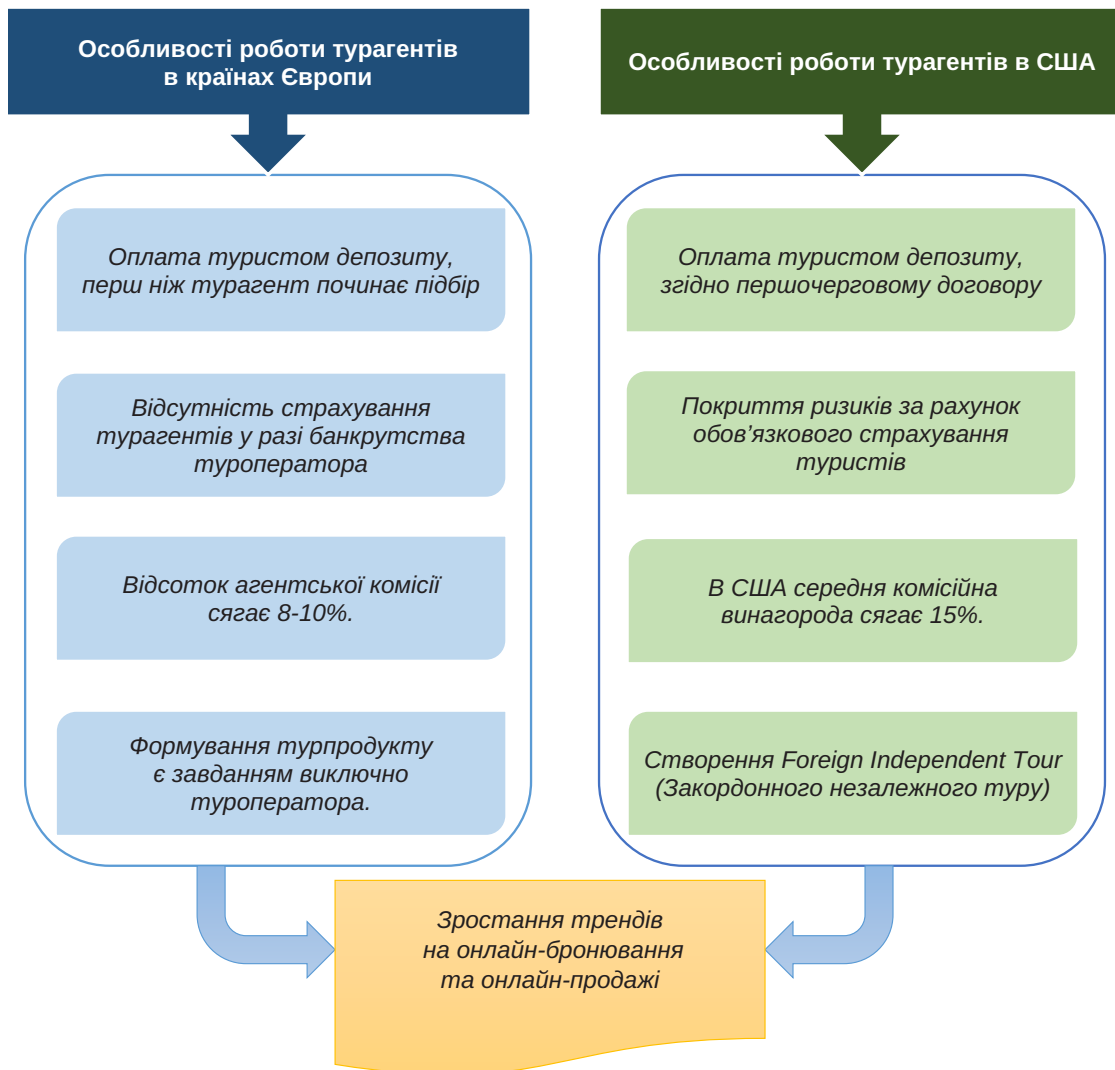 Особливості роботи турагентів
в країнах Європи
Оплата туристом депозиту,
перш ніж турагент починає підбір
Відсутність страхування
турагентів у разі банкрутства
туроператора
Відсоток агентської комісії
сягає 8-10%.
Формування турпродукту
є завданням виключно
туроператора.
Особливості роботи турагентів в США
Оплата туристом депозиту,
згідно першочерговому договору
Покриття ризиків за рахунок
обов’язкового страхування
туристів
В США середня комісійна
винагорода сягає 15%.
Створення Foreign Independent Tour
(Закордонного незалежного туру)
Зростання трендів
на онлайн-бронювання
та онлайн-продажі